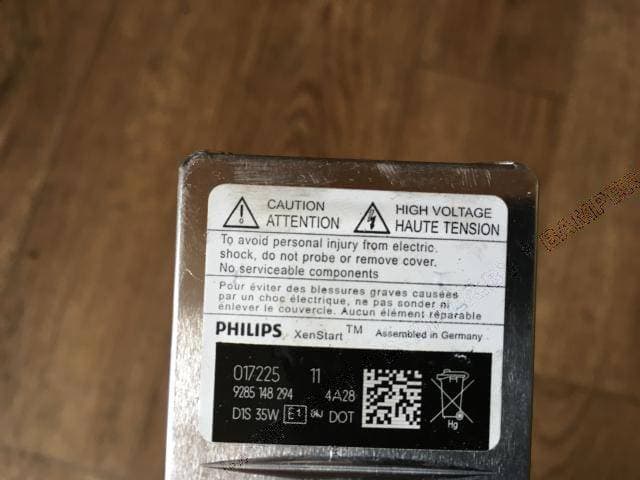 CAUTION
ATTENTION
HIGH VOLTAGE
HAUTE TENSION
To avoid personal injury from electric.
shock, do not probe or remove cover.
No serviceable components
Pour éviter des blessures graves causées
par un choc électrique, ne pas sonder ni
enlever le couvercle. Aucun élément réparable
PHILIPS XenStart™ Assembled in Germany
017225 11
9285 148 294 4A28
D1S 35W E1 DOT
Hg